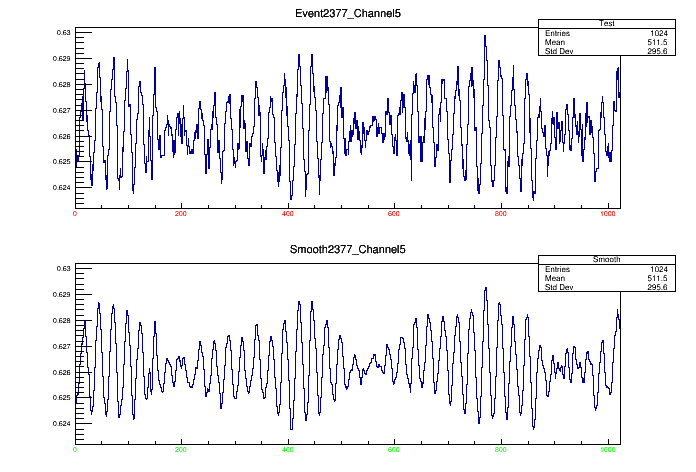 Event2377_Channel5
Test
Entries 1024
Mean 511.5
Std Dev 295.6
0.63
0.629
0.628
0.627
0.626
0.625
0.624
0 200 400 600 800 1000
Smooth2377_Channel5
Smooth
Entries 1024
Mean 511.5
Std Dev 295.6
0.63
0.629
0.628
0.627
0.626
0.625
0.624
0 200 400 600 800 1000